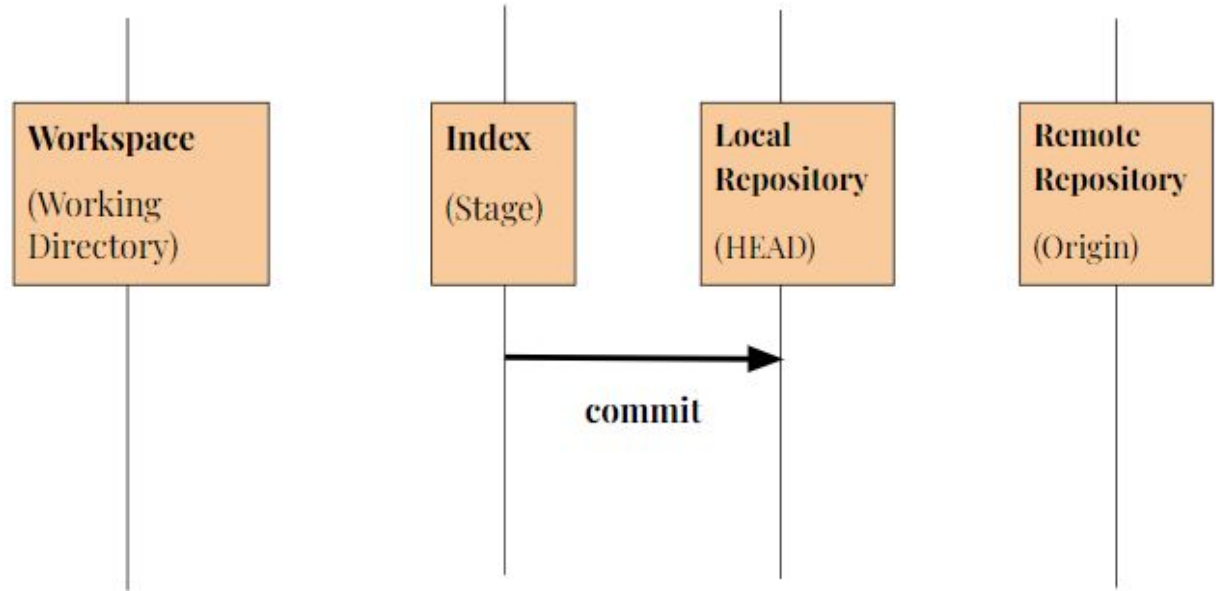 Workspace
(Working
Directory)
Index
(Stage)
Local
Repository
(HEAD)
Remote
Repository
(Origin)
commit